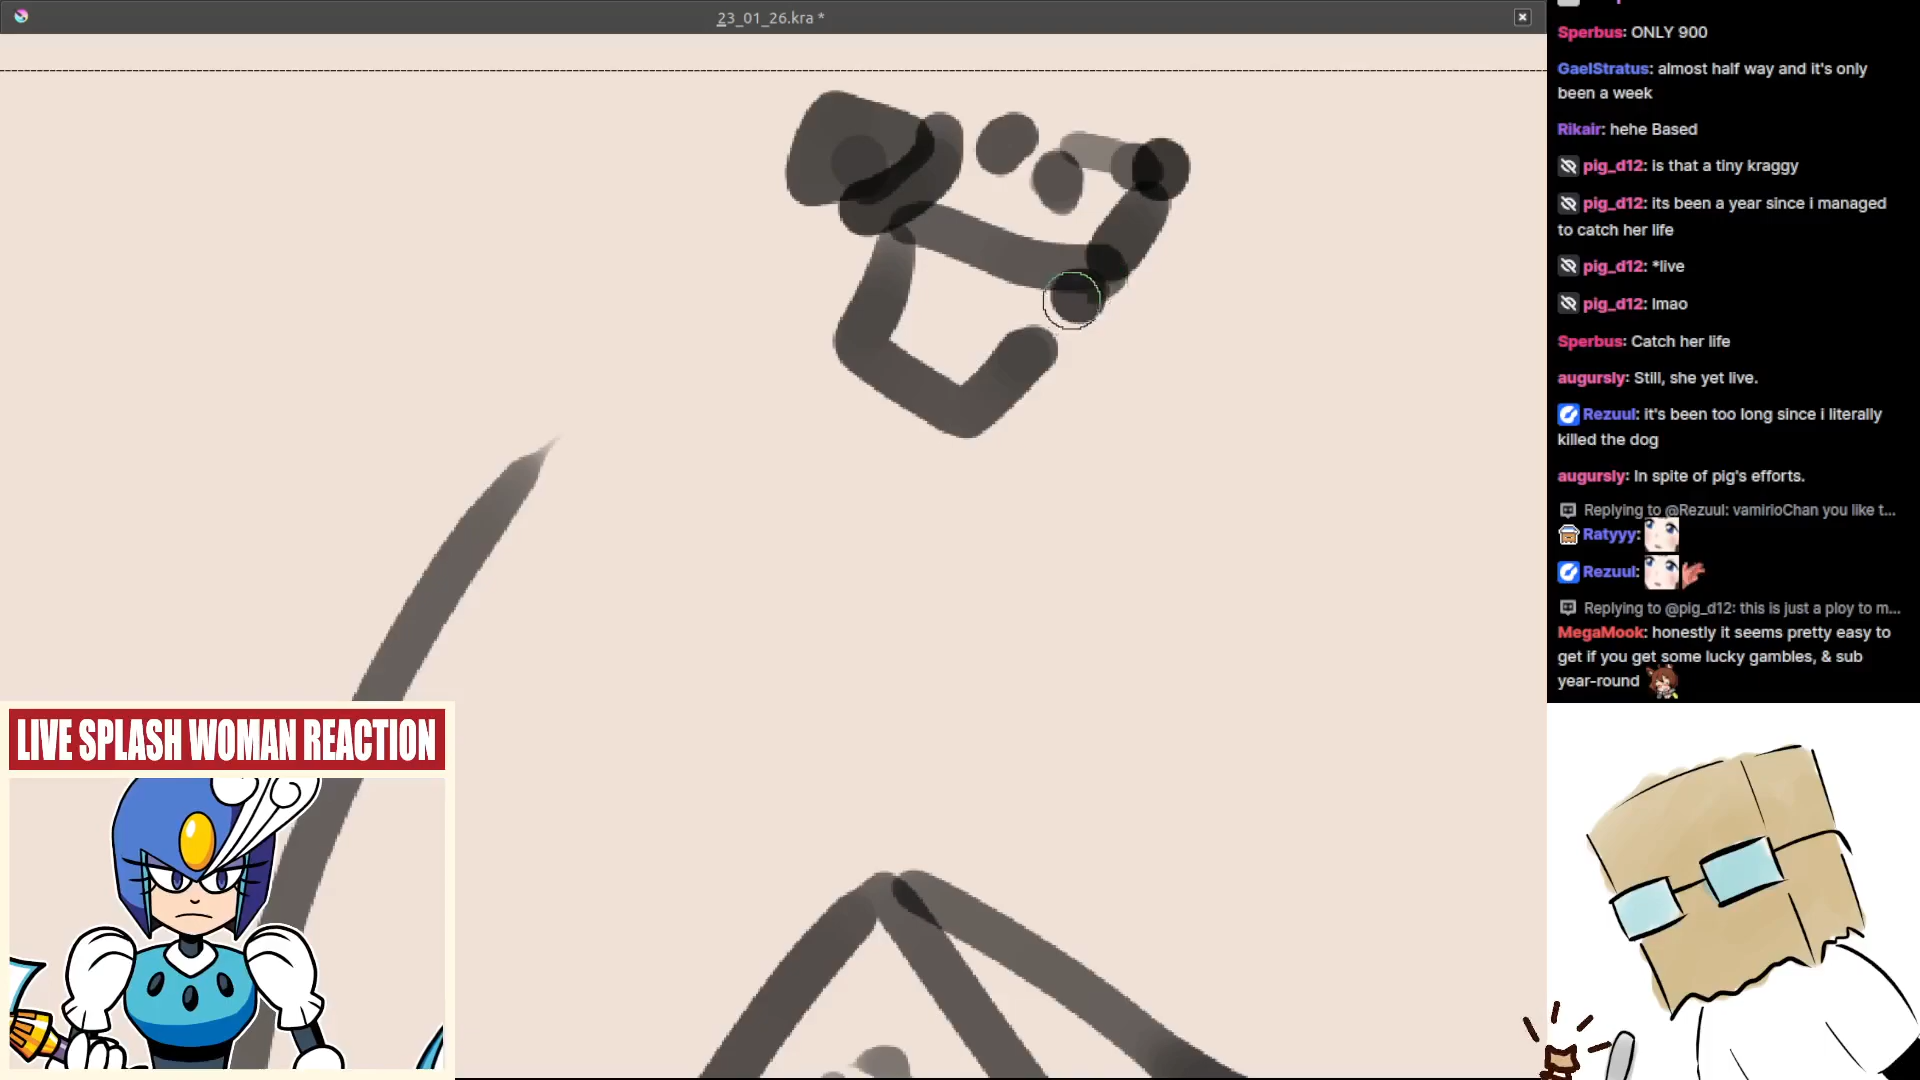 23_01_26.kra *
Sperbus: ONLY 900
GaelStratus: almost half way and it's only
been a week
Rikair: hehe Based
pig_d12: is that a tiny kraggy
pig_d12: its been a year since i managed
to catch her life
pig_d12: *live
pig_d12: lmao
Sperbus: Catch her life
augursly: Still, she yet live.
Rezuul: it's been too long since i literally
killed the dog
augursly: In spite of pig's efforts.
Replying to @Rezuul: vamirioChan you like t...
Ratyyy:
Rezuul:
Replying to @pig_d12: this is just a ploy to m...
MegaMook: honestly it seems pretty easy to
get if you get some lucky gambles, & sub
year-round
LIVE SPLASH WOMAN REACTION